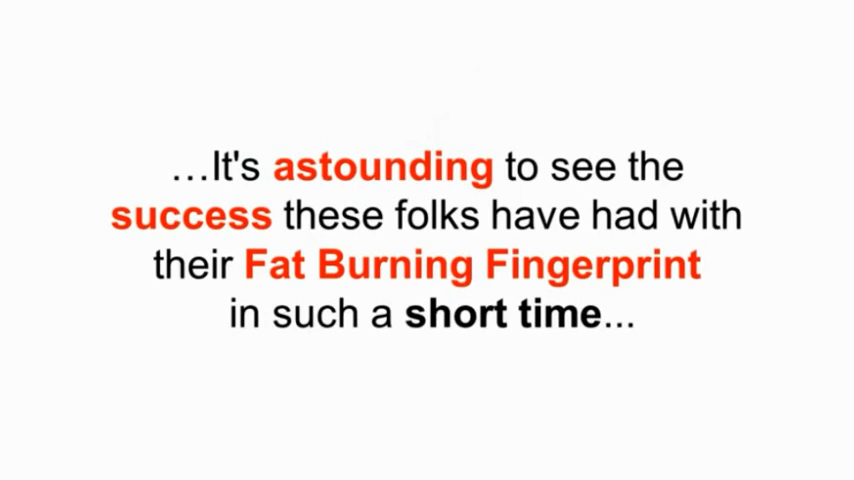 …It's astounding to see the
success these folks have had with
their Fat Burning Fingerprint
in such a short time...